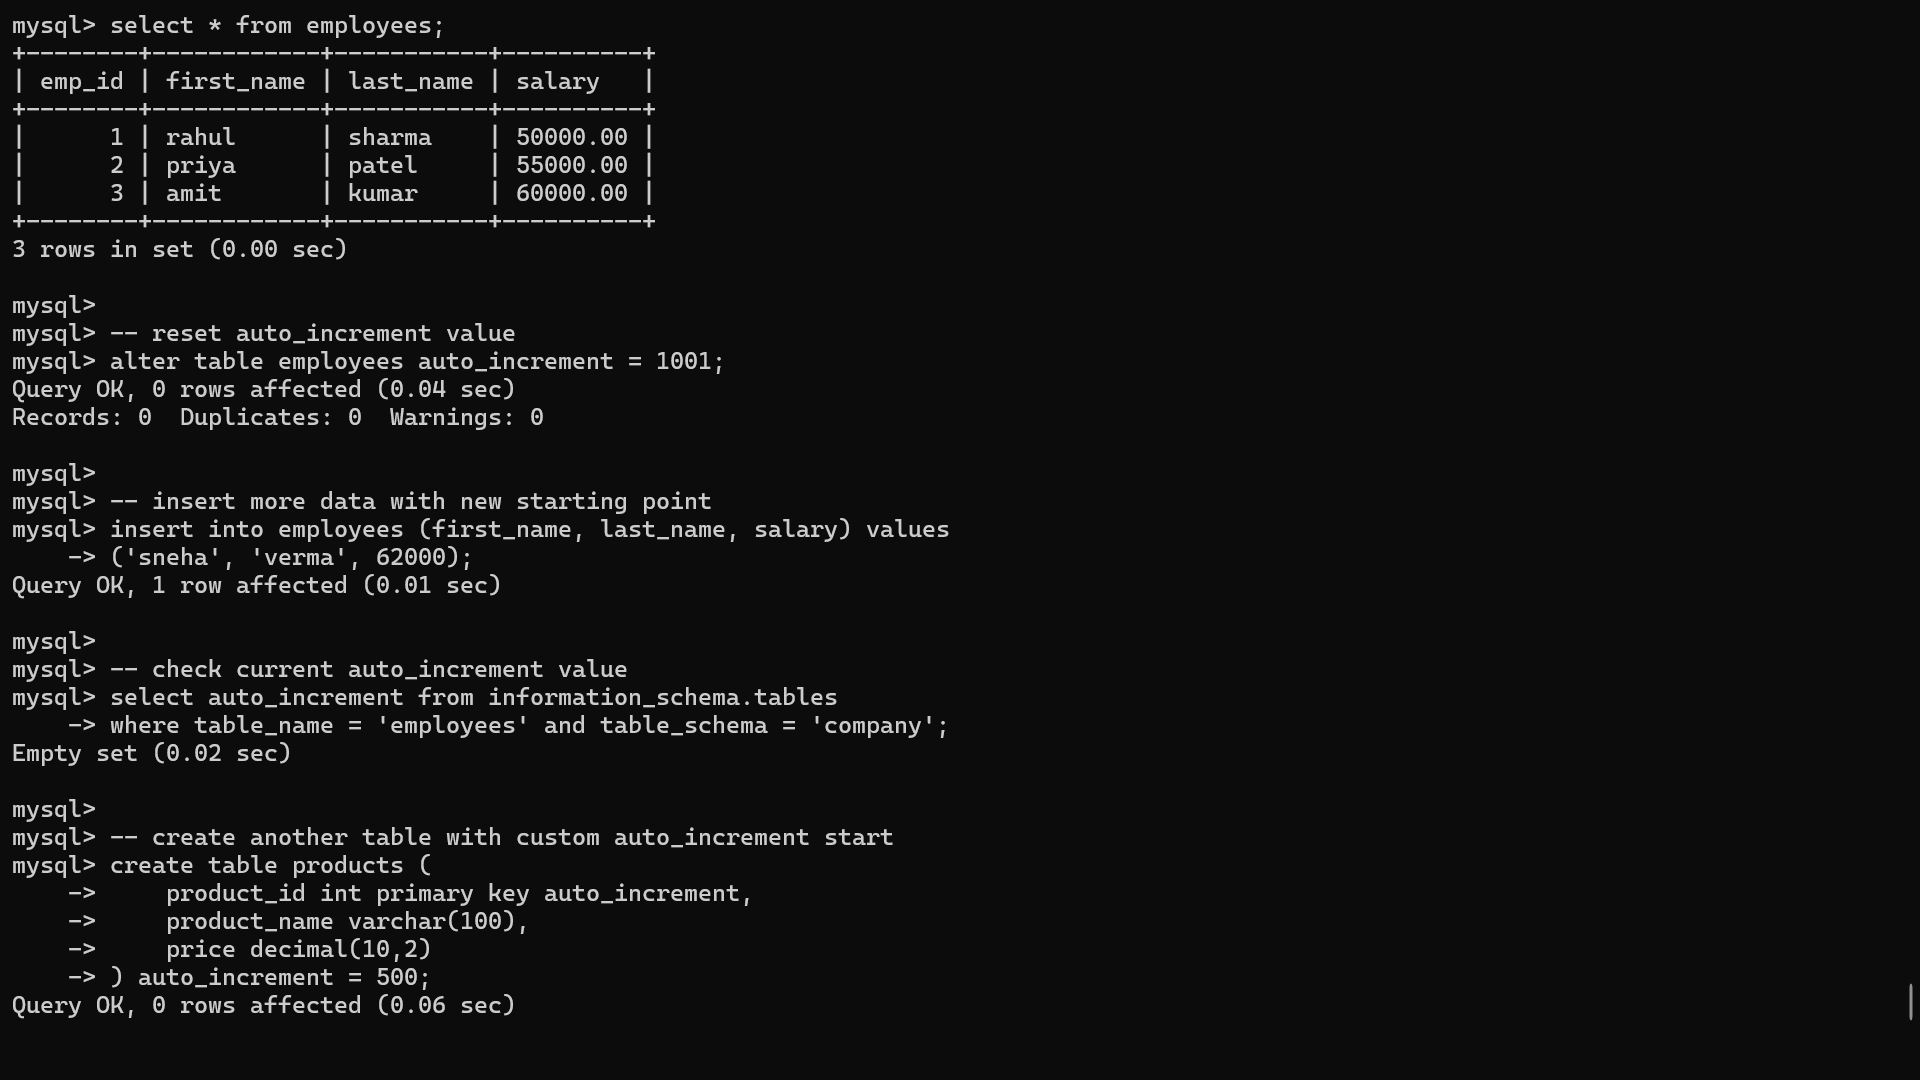 mysql> select * from employees;
+--------+------------+-----------+----------+
| emp_id | first_name | last_name | salary   |
+--------+------------+-----------+----------+
|      1 | rahul      | sharma    | 50000.00 |
|      2 | priya      | patel     | 55000.00 |
|      3 | amit       | kumar     | 60000.00 |
+--------+------------+-----------+----------+
3 rows in set (0.00 sec)

mysql>
mysql> -- reset auto_increment value
mysql> alter table employees auto_increment = 1001;
Query OK, 0 rows affected (0.04 sec)
Records: 0  Duplicates: 0  Warnings: 0

mysql>
mysql> -- insert more data with new starting point
mysql> insert into employees (first_name, last_name, salary) values
    -> ('sneha', 'verma', 62000);
Query OK, 1 row affected (0.01 sec)

mysql>
mysql> -- check current auto_increment value
mysql> select auto_increment from information_schema.tables
    -> where table_name = 'employees' and table_schema = 'company';
Empty set (0.02 sec)

mysql>
mysql> -- create another table with custom auto_increment start
mysql> create table products (
    ->     product_id int primary key auto_increment,
    ->     product_name varchar(100),
    ->     price decimal(10,2)
    -> ) auto_increment = 500;
Query OK, 0 rows affected (0.06 sec)